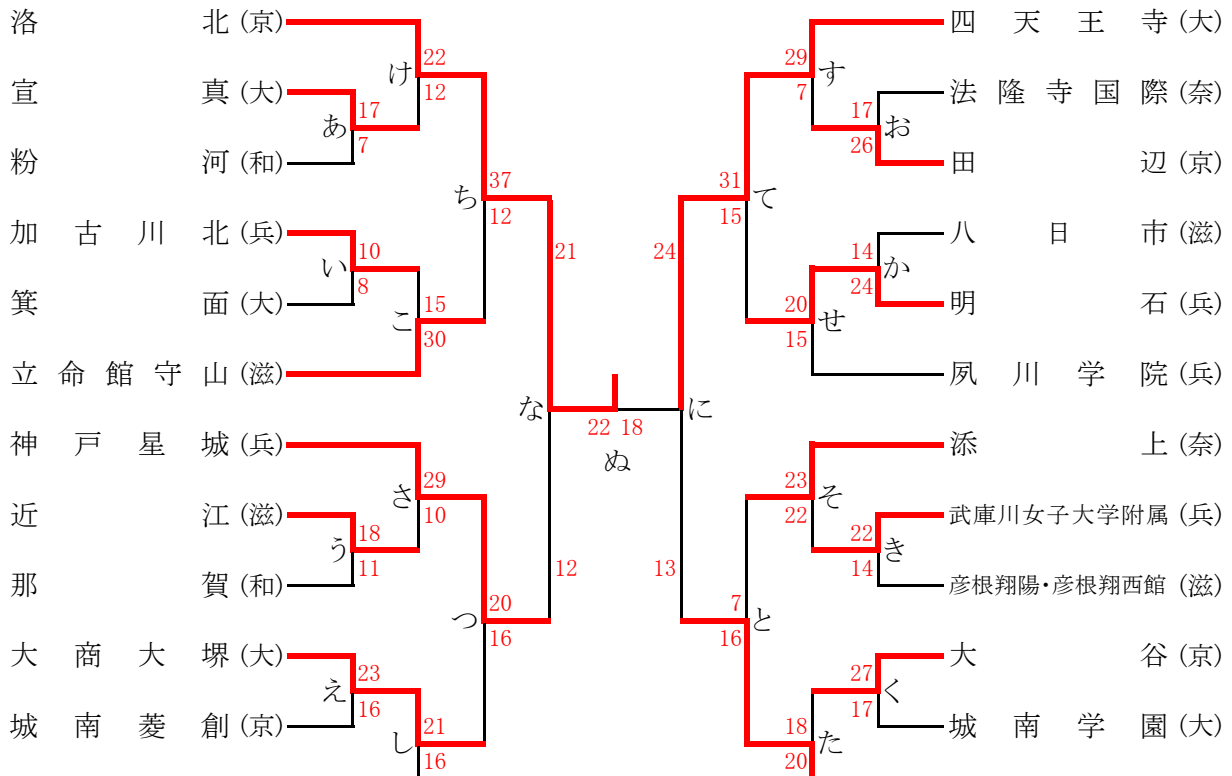 洛北(京)
宣真(大)
粉河(和)
加古川北(兵)
箕面(大)
立命館守山(滋)
神戸星城(兵)
近江(滋)
那賀(和)
大商大堺(大)
城南菱創(京)
あ
17
7
い
10
8
う
18
11
え
23
16
け
22
12
こ
15
30
さ
29
10
し
21
16
ち
37
12
つ
20
16
な
21
12
22 18
ぬ
に
24
13
て
31
15
と
7
16
す
29
7
せ
20
15
そ
23
22
た
18
20
お
17
26
か
14
24
き
22
14
く
27
17
四天王寺(大)
法隆寺国際(奈)
田辺(京)
八日市(滋)
明石(兵)
夙川学院(兵)
添上(奈)
武庫川女子大学附属(兵)
彦根翔陽・彦根翔西館(滋)
大谷(京)
城南学園(大)